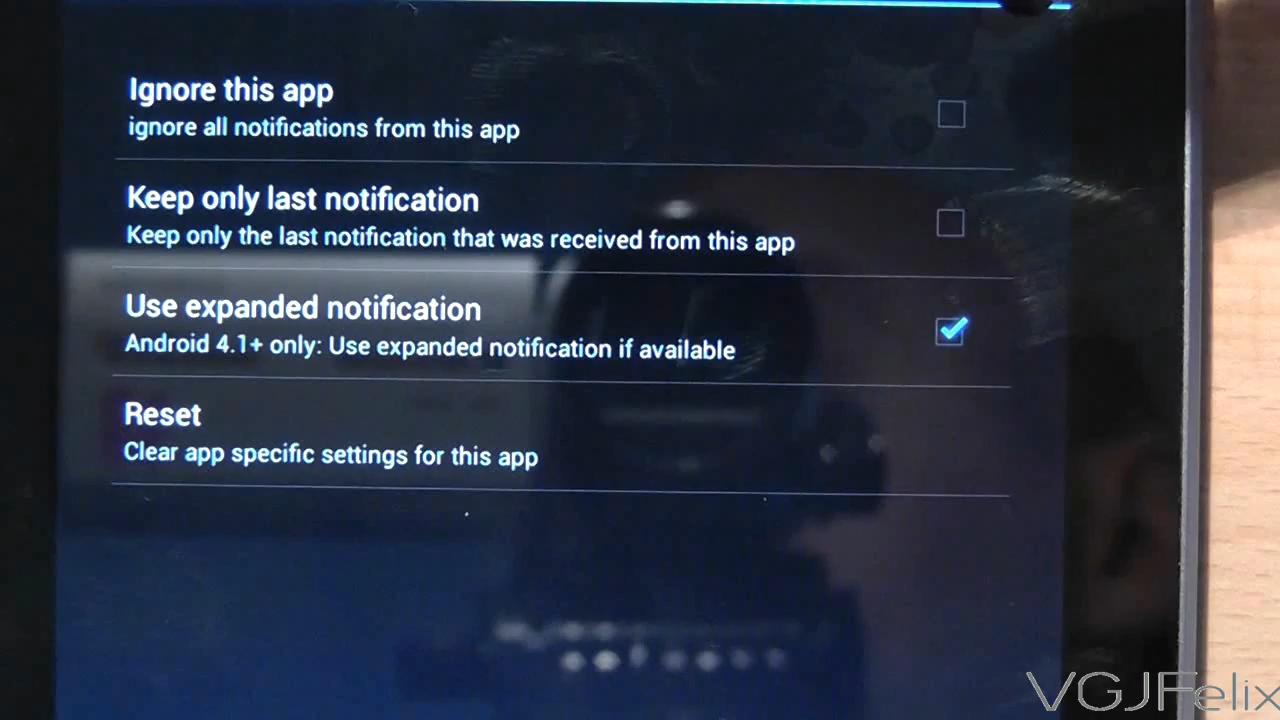 Ignore this app
ignore all notifications from this app
Keep only last notification
Keep only the last notification that was received from this app
Use expanded notification
Android 4.1+ only: Use expanded notification if available
Reset
Clear app specific settings for this app
VGJFelix